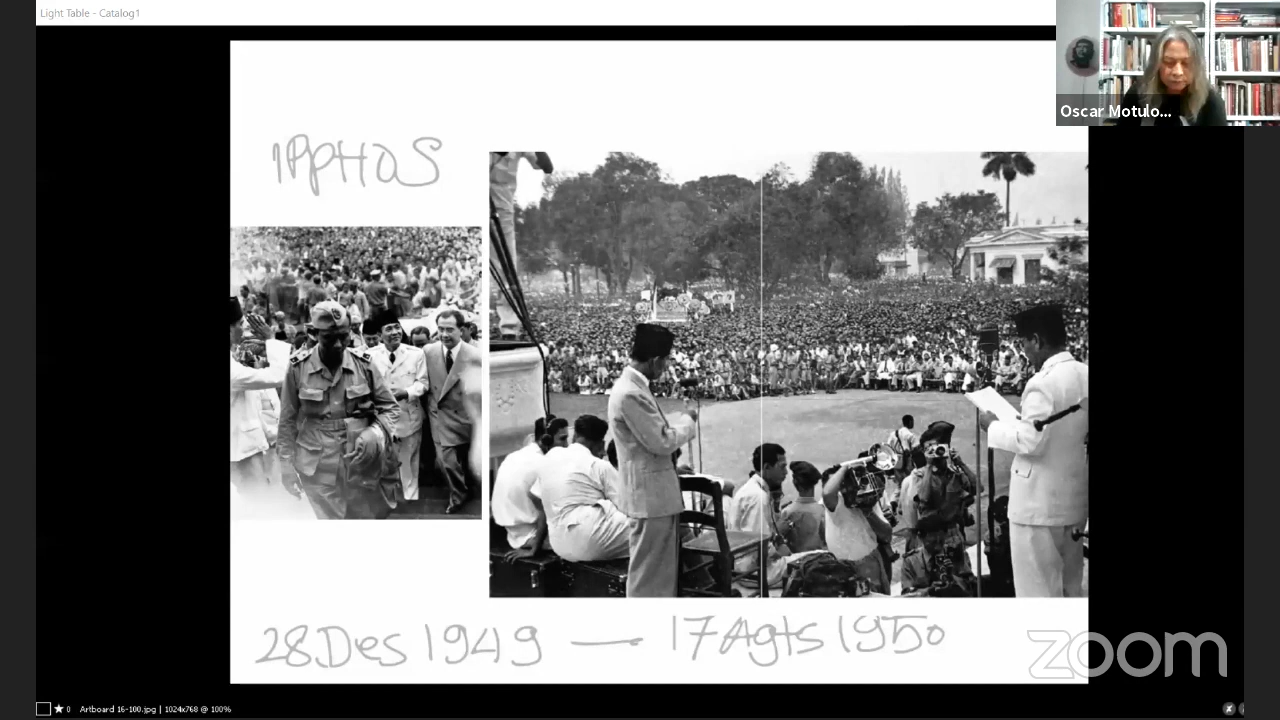 Light Table - Catalog1
Oscar Motulo...
IPPHOS
28 Des 1949 — 17 Agts 1950
zoom
0 Artboard 16-100.jpg | 1024x768 @ 100%